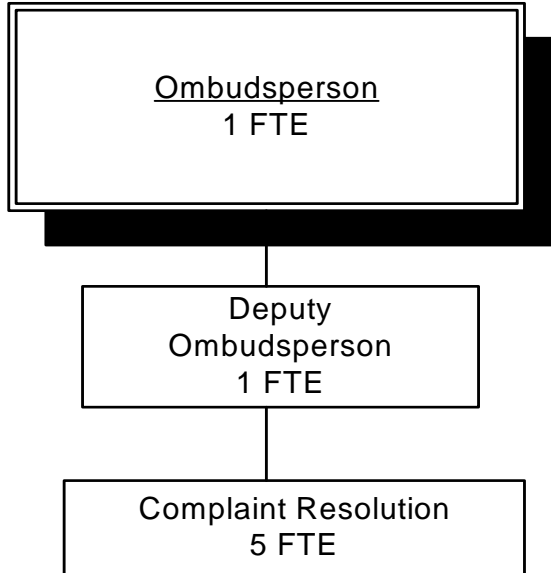 Ombudsperson
1 FTE
Deputy
Ombudsperson
1 FTE
Complaint Resolution
5 FTE